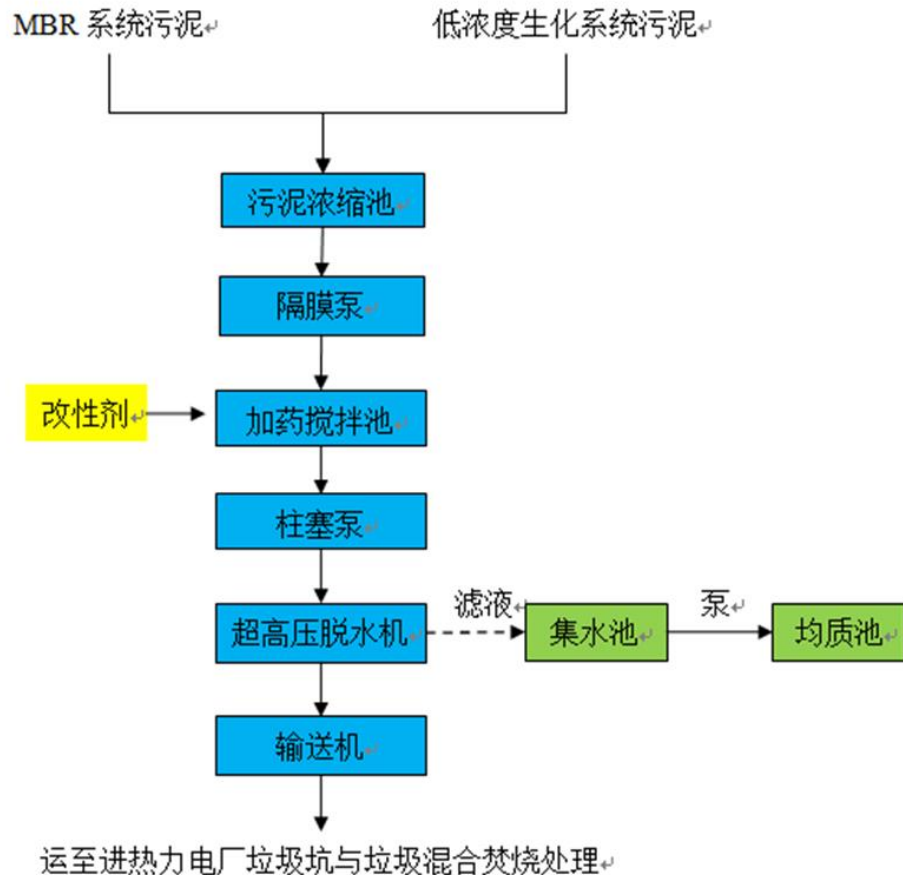 MBR 系统污泥
低浓度生化系统污泥
污泥浓缩池
隔膜泵
改性剂
加药搅拌池
柱塞泵
超高压脱水机
滤液
集水池
泵
均质池
输送机
运至进热力电厂垃圾坑与垃圾混合焚烧处理